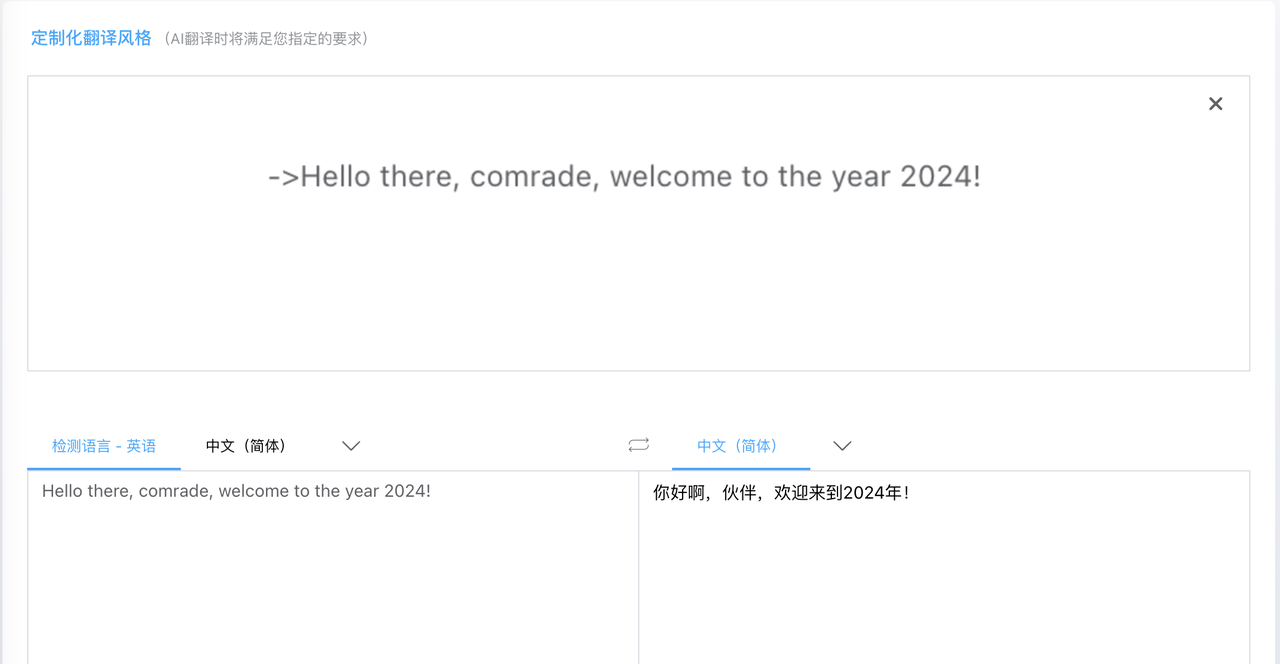 定制化翻译风格 (AI翻译时将满足您指定的要求)
->Hello there, comrade, welcome to the year 2024!
检测语言 - 英语 中文（简体） 中文（简体）
Hello there, comrade, welcome to the year 2024!
你好啊，伙伴，欢迎来到2024年！